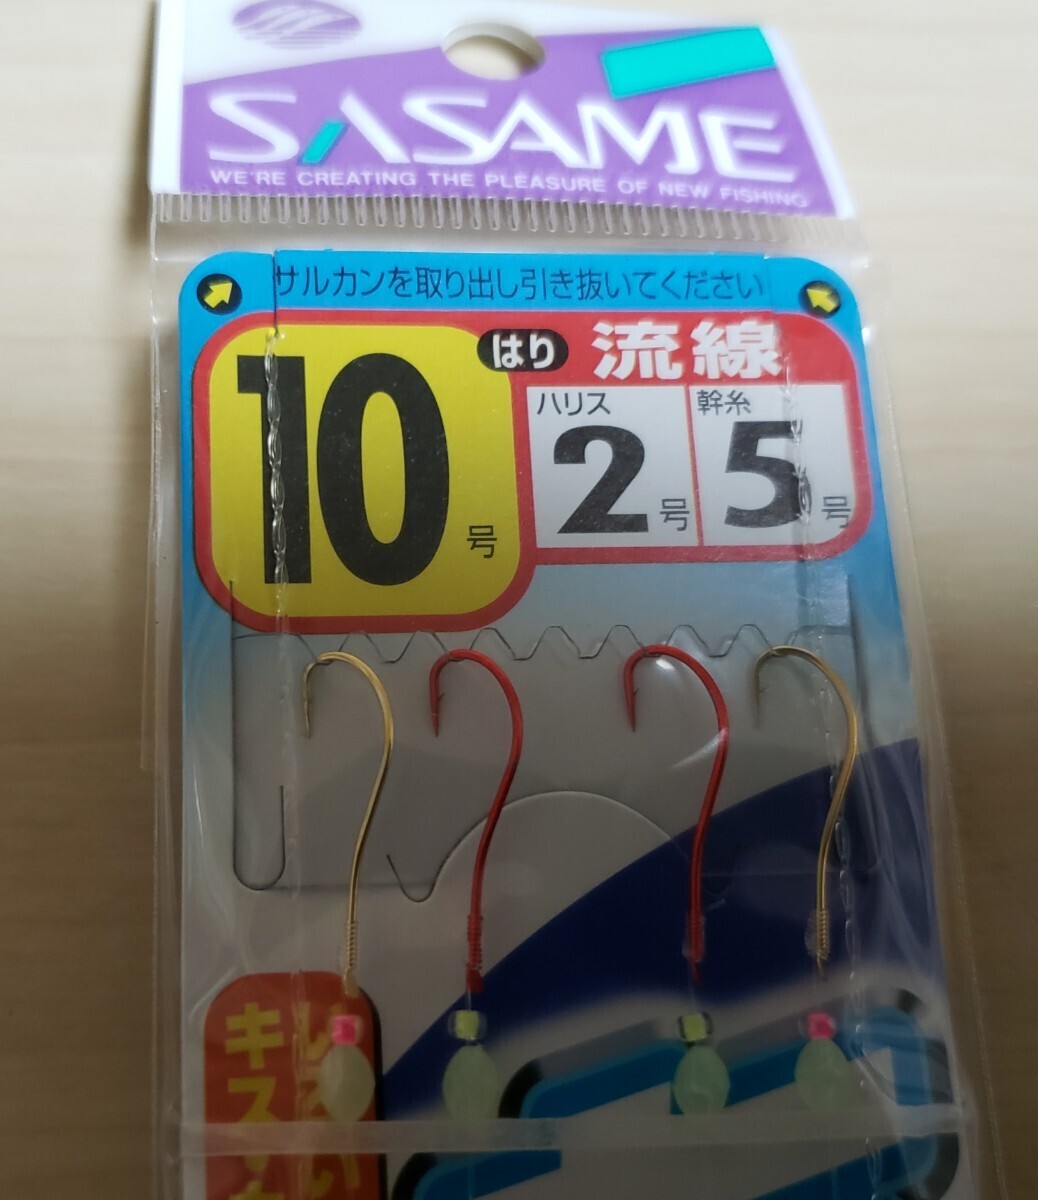 SASAME
WE'RE CREATING THE PLEASURE OF NEW FISHING
サルカンを取り出し引き抜いてください
10号
はり 流線
ハリス 2号
幹糸 5号
キス